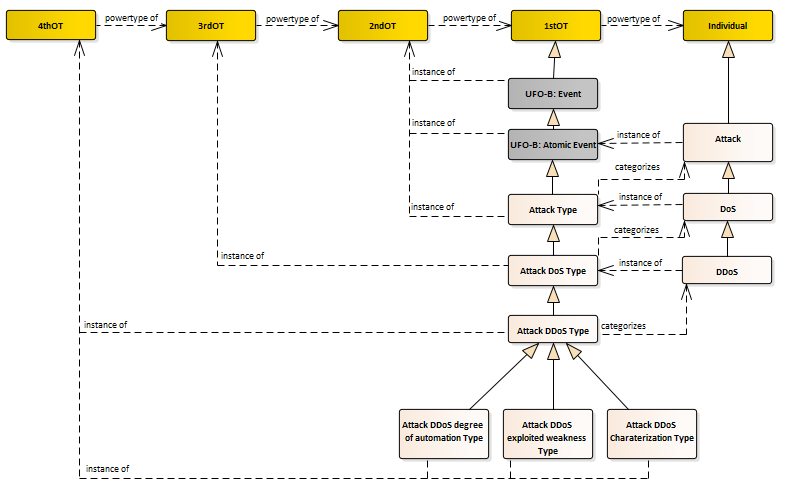 powertype of
powertype of
powertype of
powertype of
4thOT
3rdOT
2ndOT
1stOT
Individual
instance of
UFO-B: Event
instance of
instance of
Attack
UFO-B: Atomic Event
categorizes
instance of
instance of
Attack Type
DoS
categorizes
instance of
instance of
Attack DoS Type
DDoS
instance of
Attack DDoS Type
categorizes
Attack DDoS degree
of automation Type
Attack DDoS
exploited weakness
Type
Attack DDoS
Charaterization Type
instance of